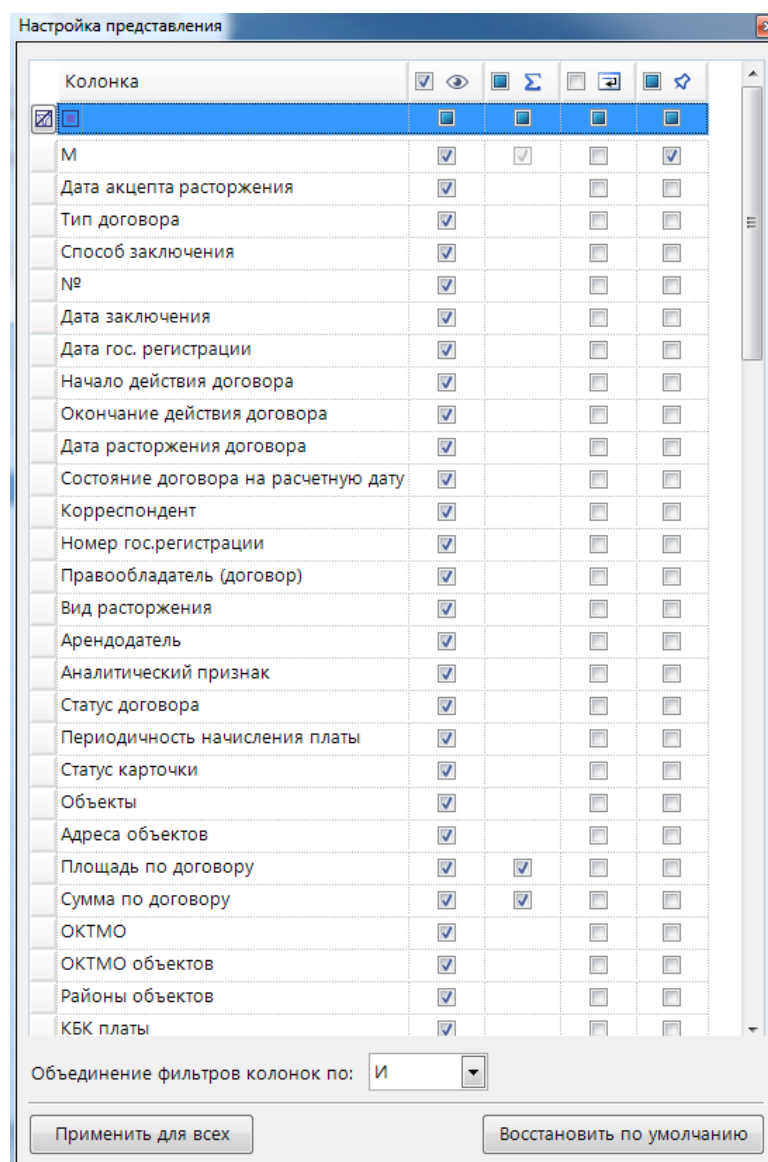 Настройка представления
Колонка Σ
М
Дата акцепта расторжения
Тип договора
Способ заключения
№
Дата заключения
Дата гос. регистрации
Начало действия договора
Окончание действия договора
Дата расторжения договора
Состояние договора на расчетную дату
Корреспондент
Номер гос.регистрации
Правообладатель (договор)
Вид расторжения
Арендодатель
Аналитический признак
Статус договора
Периодичность начисления платы
Статус карточки
Объекты
Адреса объектов
Площадь по договору
Сумма по договору
ОКТМО
ОКТМО объектов
Районы объектов
КБК платы
Объединение фильтров колонок по: И
Применить для всех Восстановить по умолчанию